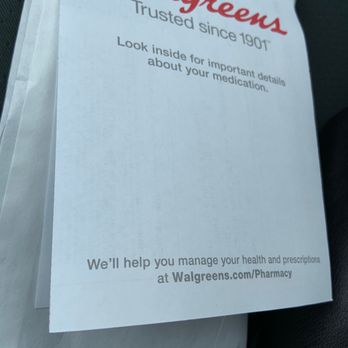 Trusted since 1901
Look inside for important details
about your medication.
We'll help you manage your health and prescriptions
at Walgreens.com/Pharmacy